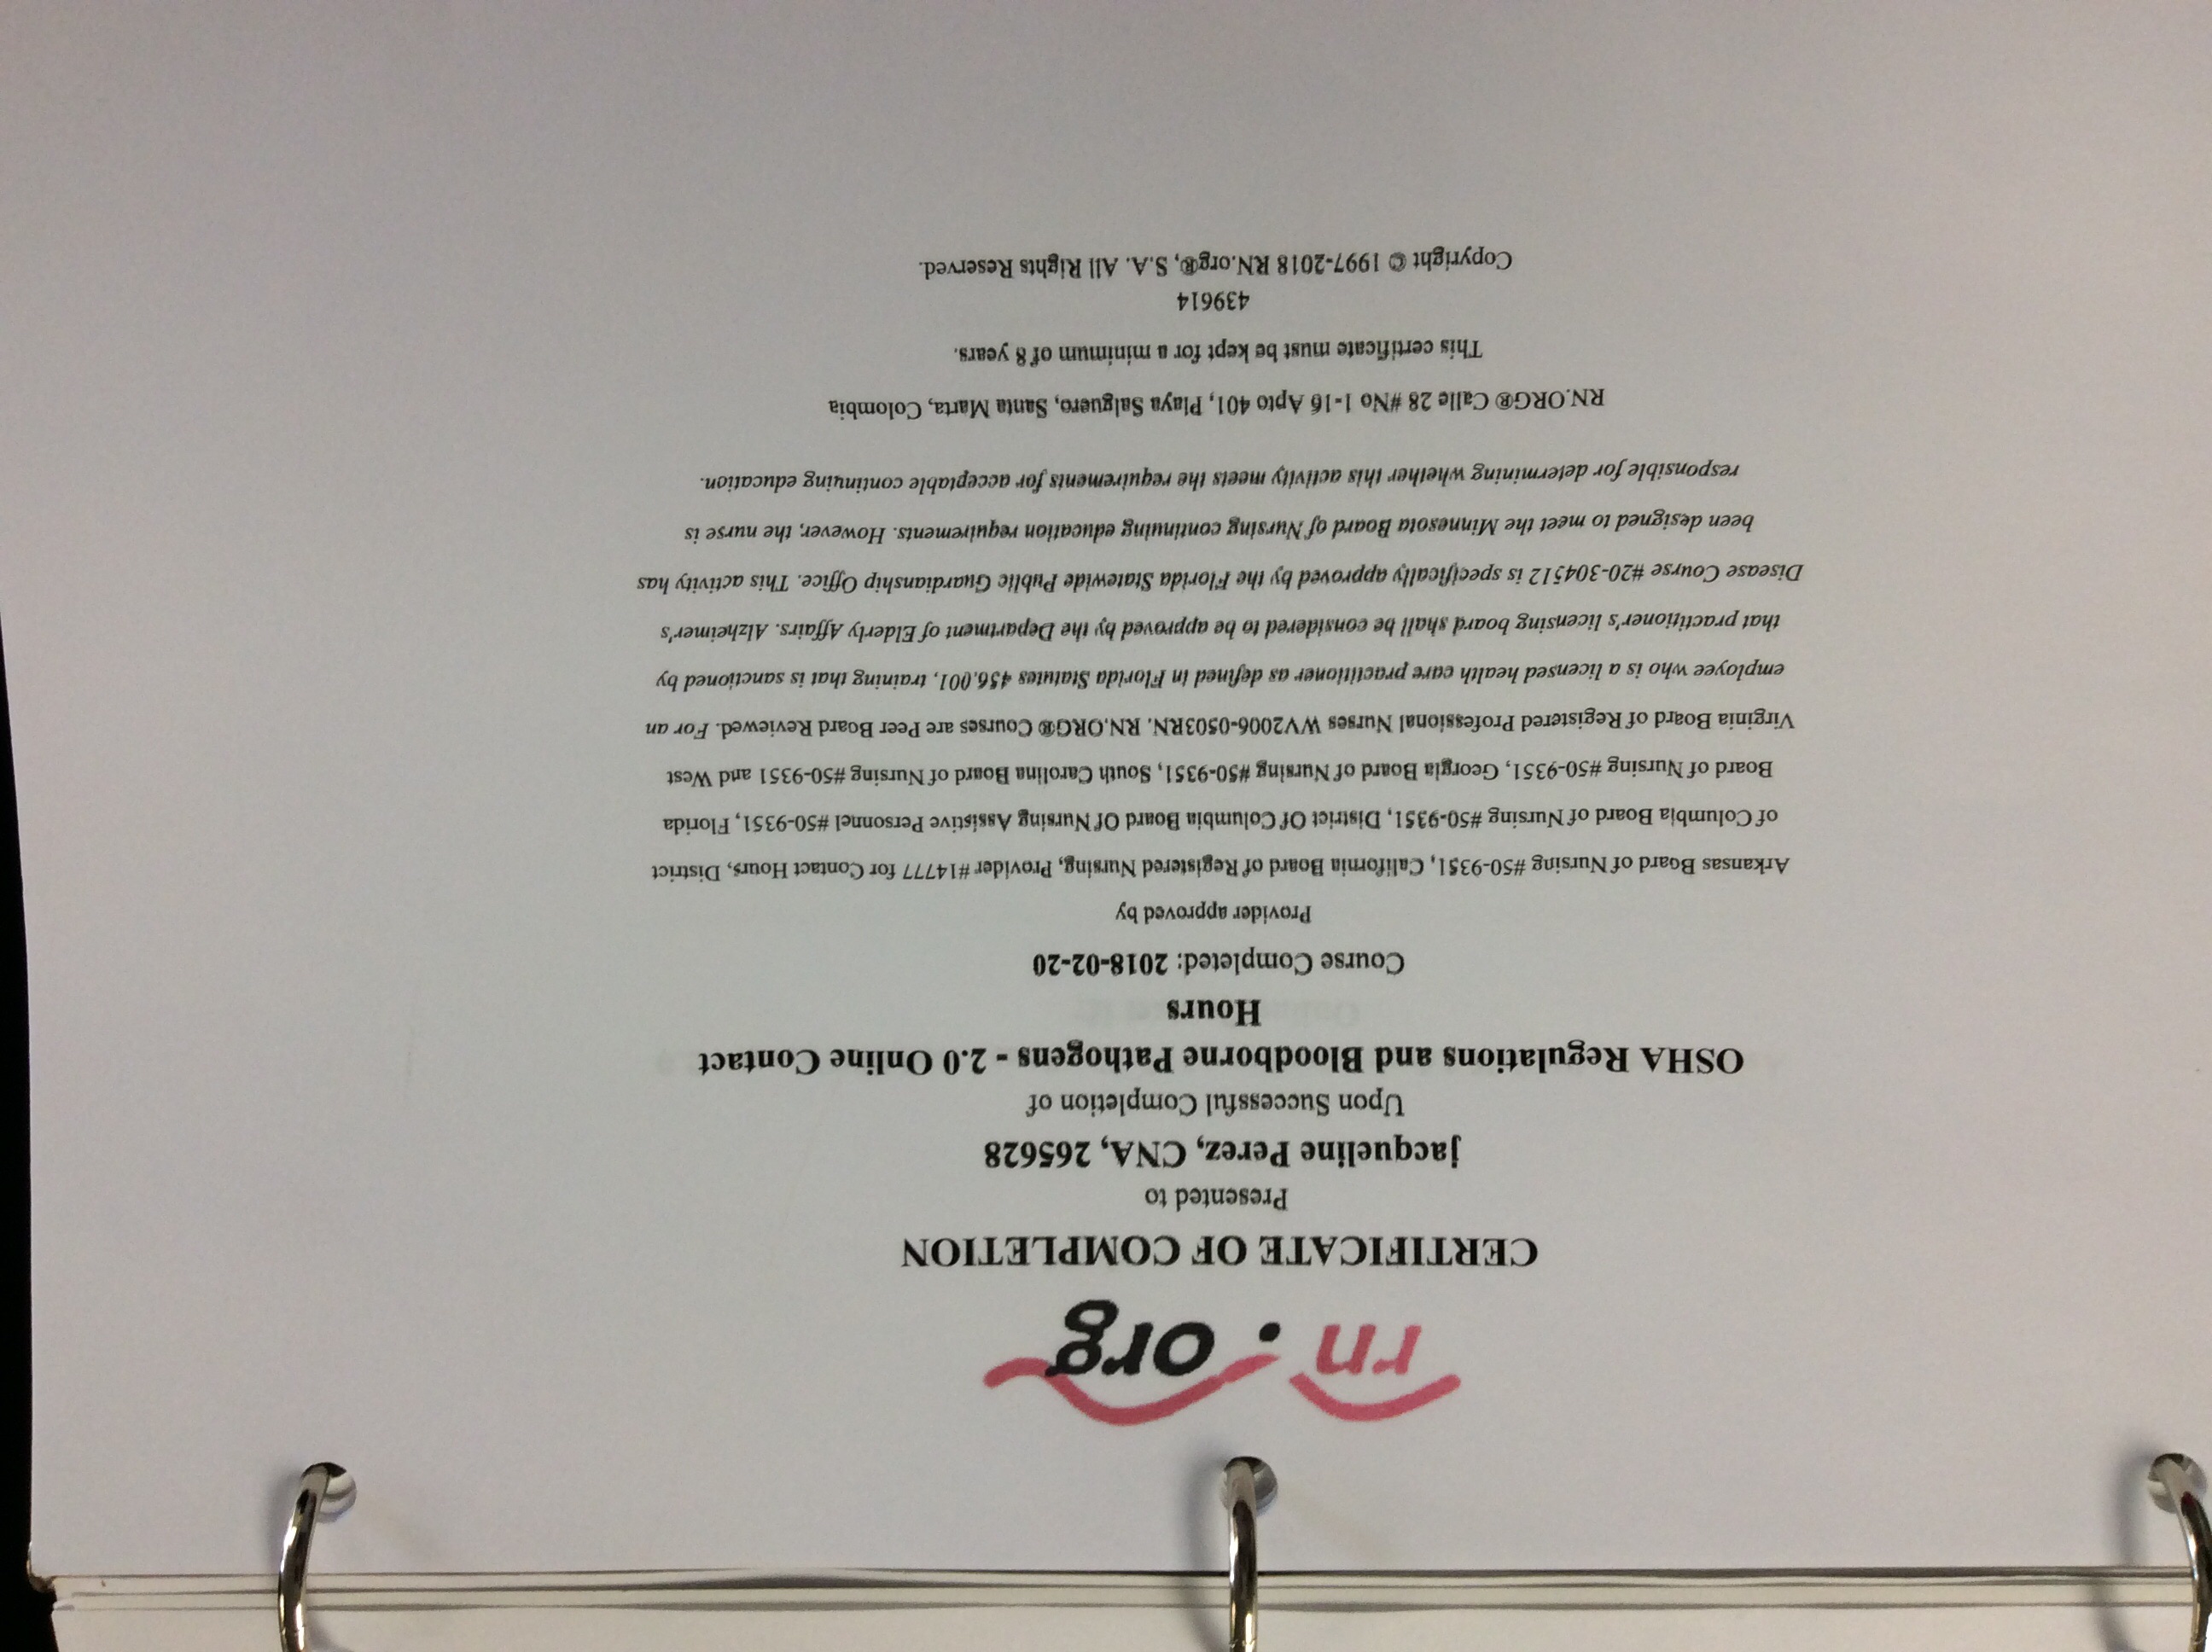 rn.org
CERTIFICATE OF COMPLETION
Presented to
jacqueline Perez, CNA, 265628
Upon Successful Completion of
OSHA Regulations and Bloodborne Pathogens - 2.0 Online Contact
Hours
Course Completed: 2018-02-20
Provider approved by
Arkansas Board of Nursing #50-9351, California Board of Registered Nursing, Provider #14777 for Contact Hours, District
of Columbia Board of Nursing #50-9351, District Of Columbia Board Of Nursing Assistive Personnel #50-9351, Florida
Board of Nursing #50-9351, Georgia Board of Nursing #50-9351, South Carolina Board of Nursing #50-9351 and West
Virginia Board of Registered Professional Nurses WV2006-0503RN. RN.ORG® Courses are Peer Board Reviewed. For an
employee who is a licensed health care practitioner as defined in Florida Statutes 456.001, training that is sanctioned by
that practitioner's licensing board shall be considered to be approved by the Department of Elderly Affairs. Alzheimer's
Disease Course #20-304512 is specifically approved by the Florida Statewide Public Guardianship Office. This activity has
been designed to meet the Minnesota Board of Nursing continuing education requirements. However, the nurse is
responsible for determining whether this activity meets the requirements for acceptable continuing education.
RN.ORG® Calle 28 #No 1-16 Apto 401, Playa Salguero, Santa Marta, Colombia
This certificate must be kept for a minimum of 8 years.
439614
Copyright © 1997-2018 RN.org®, S.A. All Rights Reserved.